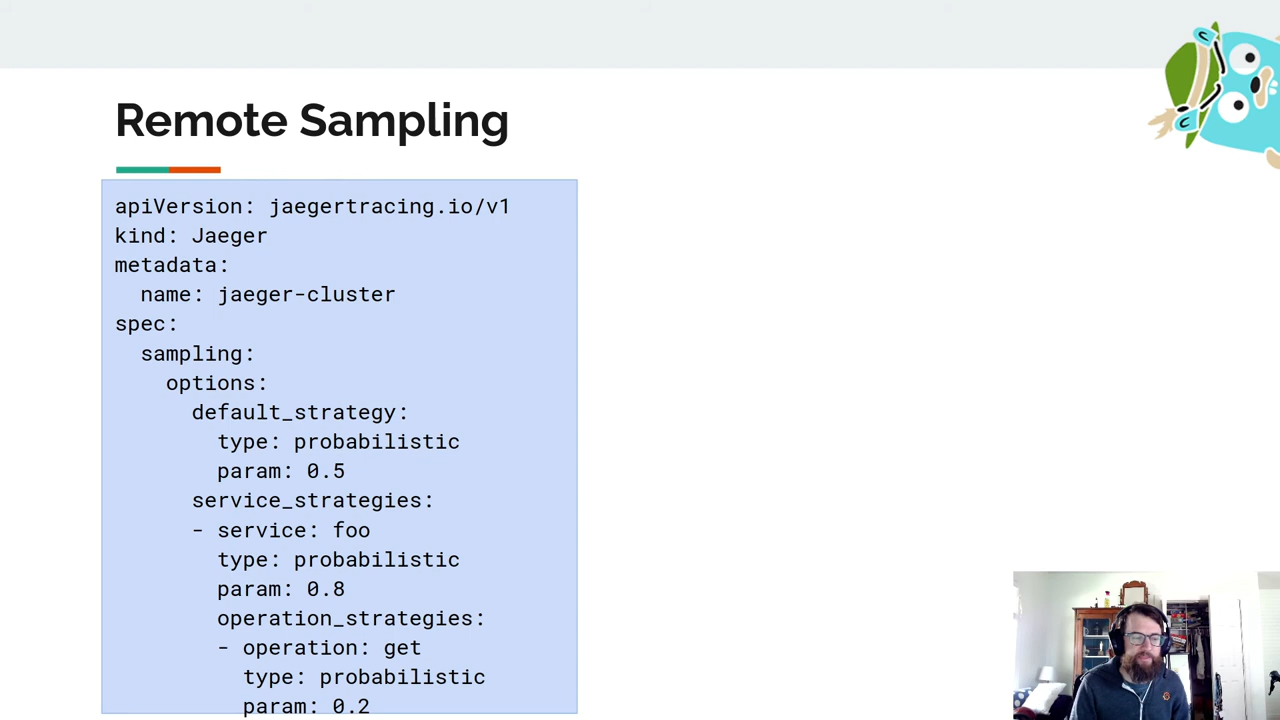 Remote Sampling
apiVersion: jaegertracing.io/v1
kind: Jaeger
metadata:
  name: jaeger-cluster
spec:
  sampling:
    options:
      default_strategy:
        type: probabilistic
        param: 0.5
      service_strategies:
      - service: foo
        type: probabilistic
        param: 0.8
        operation_strategies:
        - operation: get
          type: probabilistic
          param: 0.2